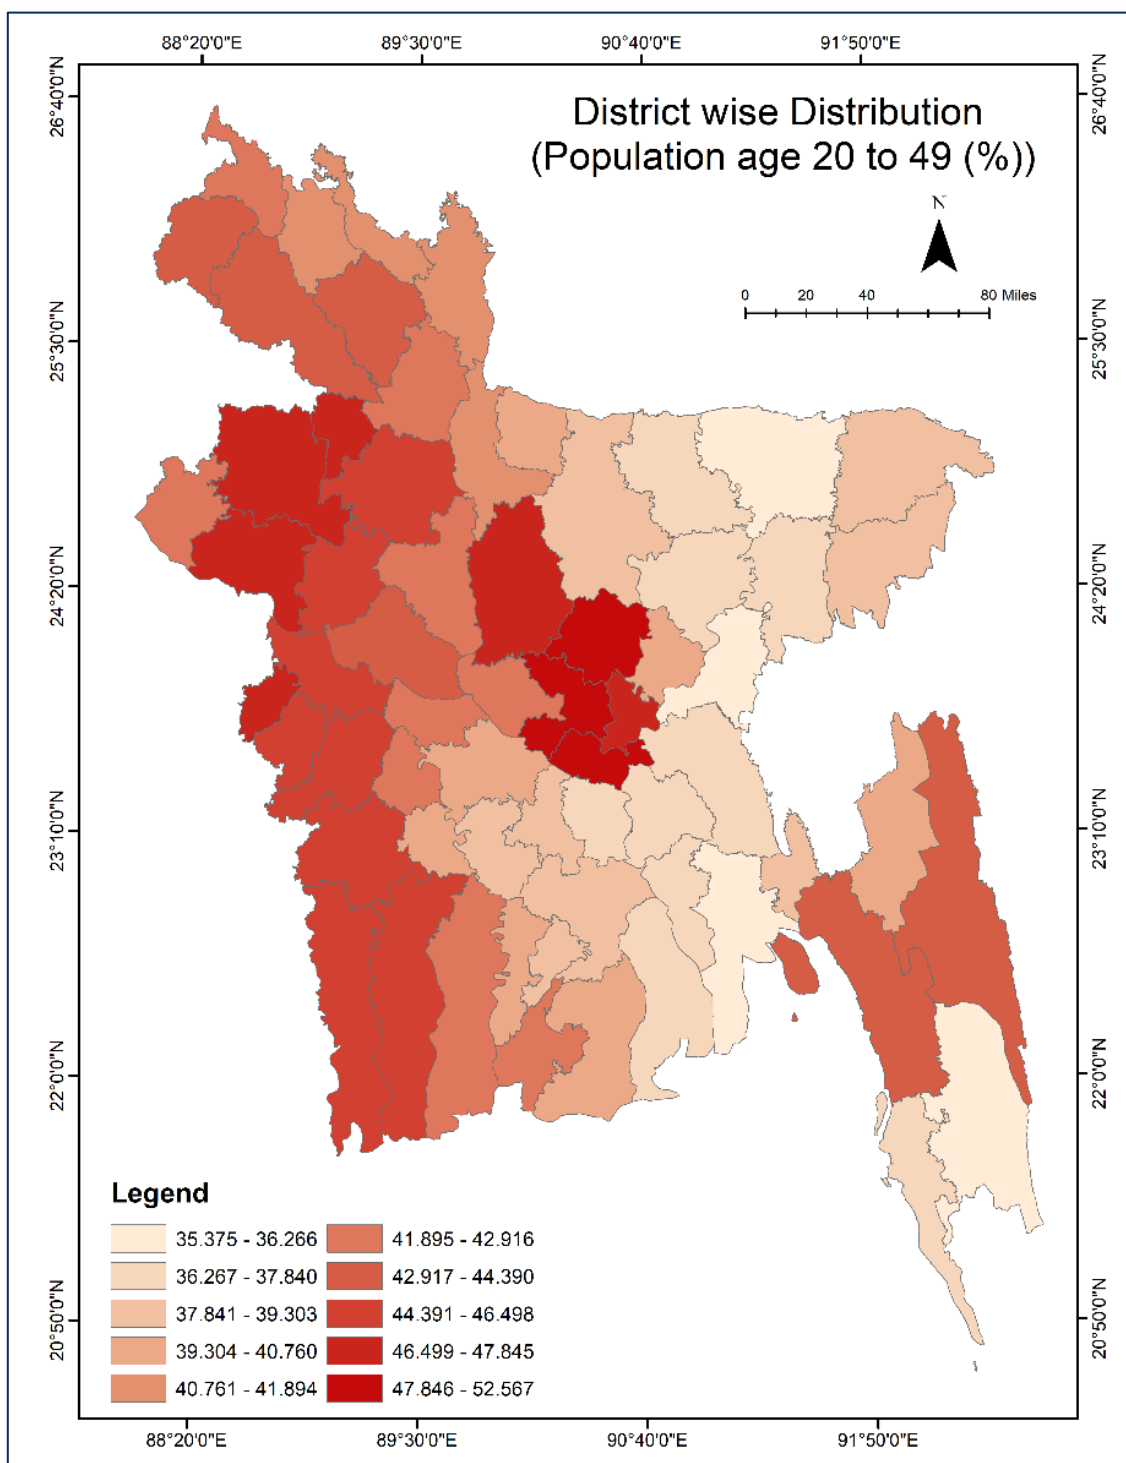 88°20'0"E 89°30'0"E 90°40'0"E 91°50'0"E
District wise Distribution
(Population age 20 to 49 (%))
N
0 20 40 80 Miles
26°40'0"N
25°30'0"N
24°20'0"N
23°10'0"N
22°0'0"N
20°50'0"N
26°40'0"N
25°30'0"N
24°20'0"N
23°10'0"N
22°0'0"N
20°50'0"N
Legend
35.375 - 36.266
36.267 - 37.840
37.841 - 39.303
39.304 - 40.760
40.761 - 41.894
41.895 - 42.916
42.917 - 44.390
44.391 - 46.498
46.499 - 47.845
47.846 - 52.567
88°20'0"E 89°30'0"E 90°40'0"E 91°50'0"E